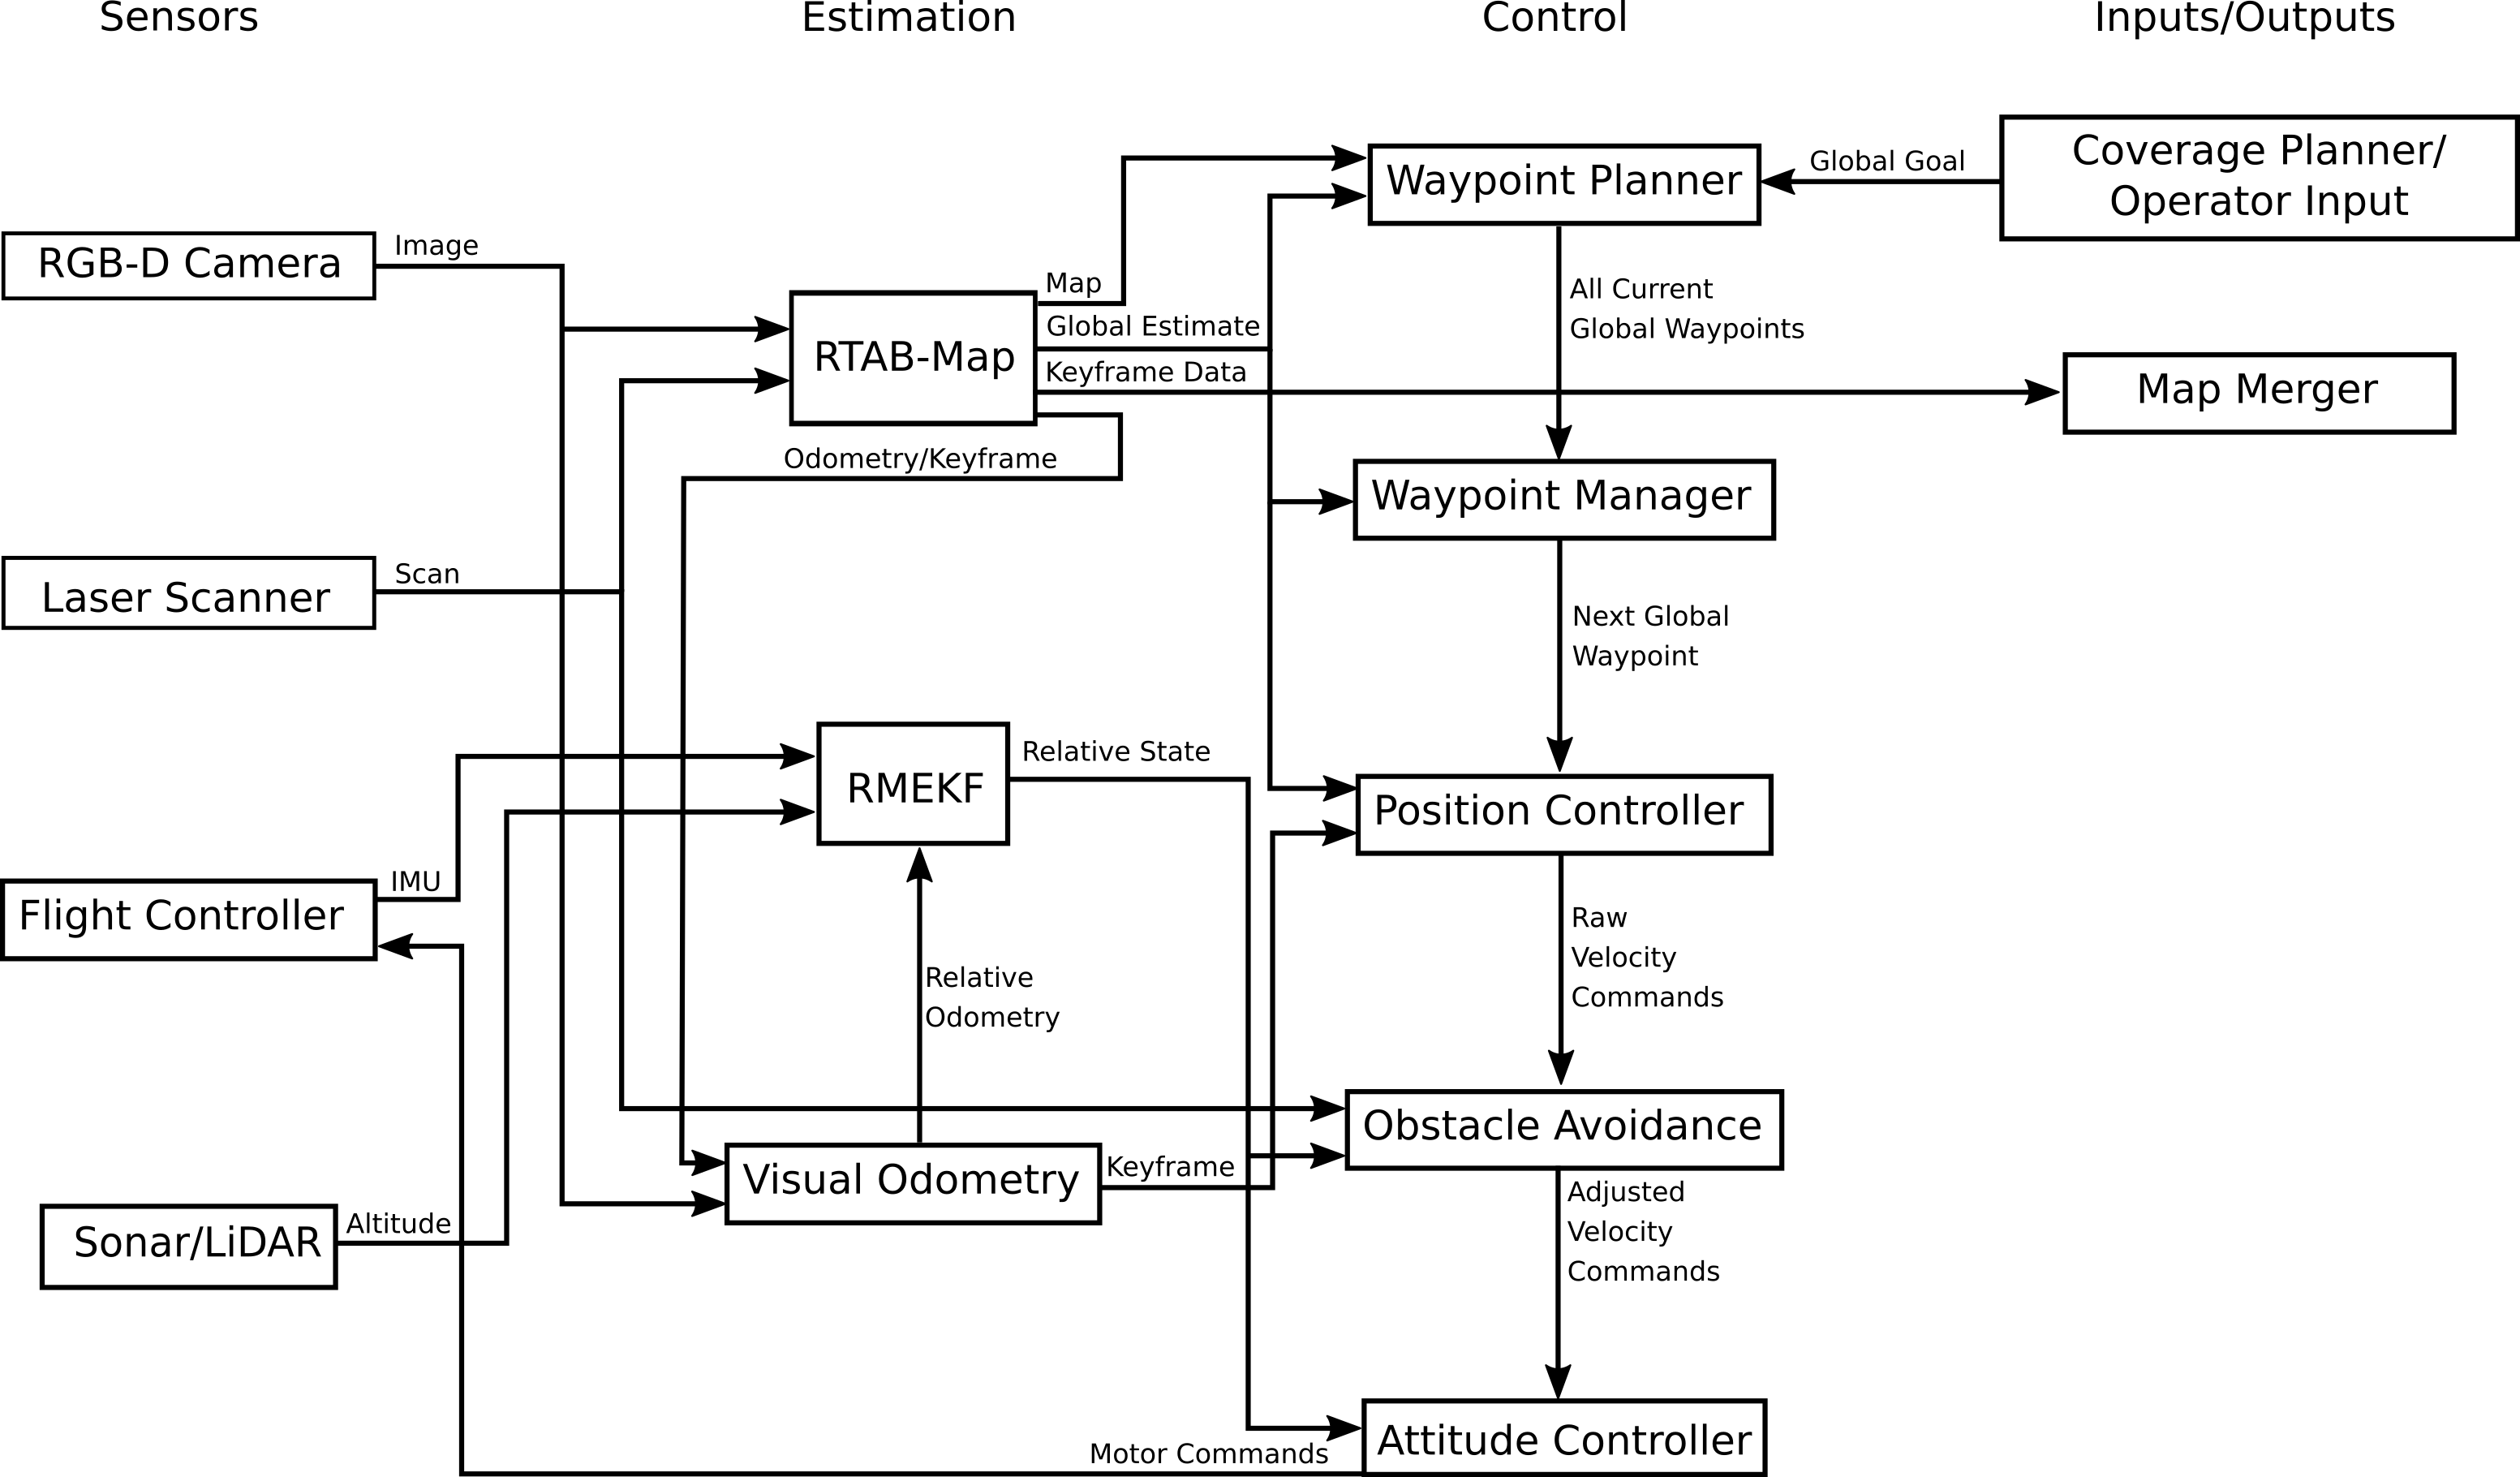 Sensors
Estimation
Control
Inputs/Outputs
Coverage Planner/
Operator Input
Global Goal
Waypoint Planner
RGB-D Camera
Image
Map
Global Estimate
Keyframe Data
RTAB-Map
Odometry/Keyframe
All Current
Global Waypoints
Map Merger
Waypoint Manager
Laser Scanner
Scan
Next Global
Waypoint
RMEKF
Relative State
Position Controller
IMU
Flight Controller
Relative
Odometry
Raw
Velocity
Commands
Obstacle Avoidance
Visual Odometry
Keyframe
Sonar/LiDAR
Altitude
Adjusted
Velocity
Commands
Attitude Controller
Motor Commands